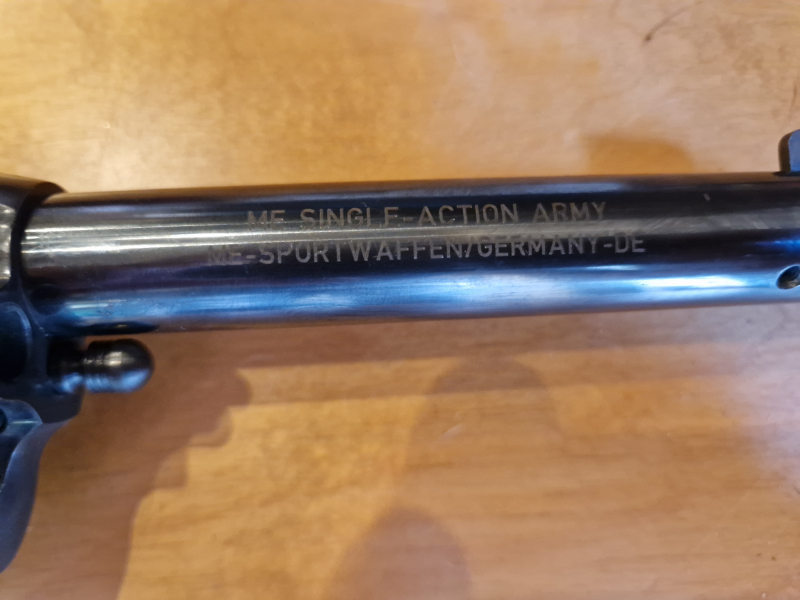 ME SINGLE-ACTION ARMY
ME-SPORTWAFFEN/GERMANY-DE